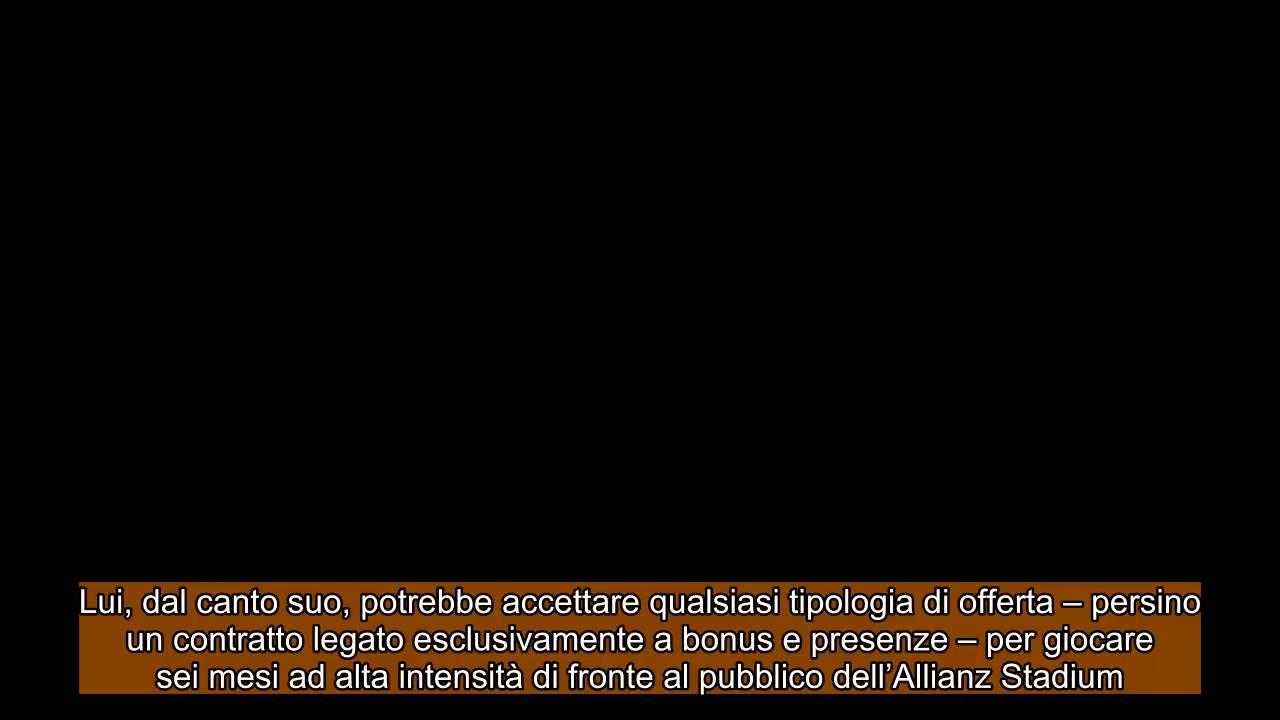 Lui, dal canto suo, potrebbe accettare qualsiasi tipologia di offerta – persino
un contratto legato esclusivamente a bonus e presenze – per giocare
sei mesi ad alta intensità di fronte al pubblico dell’Allianz Stadium